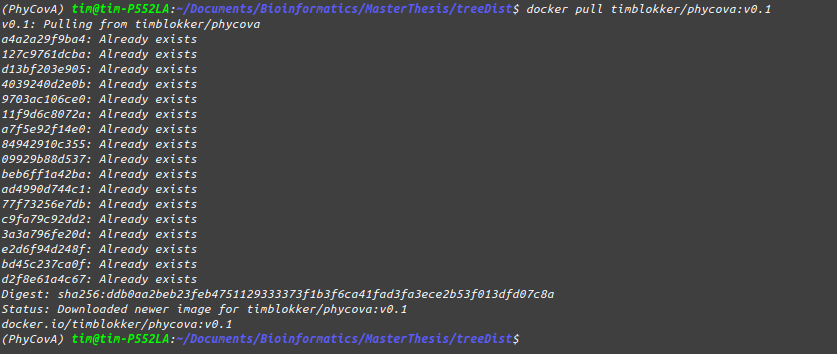 (PhyCovA) tim@tim-P552LA:~/Documents/Bioinformatics/MasterThesis/treeDist$ docker pull timblokker/phycova:v0.1
v0.1: Pulling from timblokker/phycova
a4a2a29f9ba4: Already exists
127c9761dcba: Already exists
d13bf203e905: Already exists
4039240d2e0b: Already exists
9703ac106ce0: Already exists
11f9d6c8072a: Already exists
a7f5e92f14e0: Already exists
84942910c355: Already exists
09929b88d537: Already exists
beb6ff1a42ba: Already exists
ad4990d744c1: Already exists
77f73256e7db: Already exists
c9fa79c92dd2: Already exists
3a3a796fe20d: Already exists
e2d6f94d248f: Already exists
bd45c237ca0f: Already exists
d2f8e61a4c67: Already exists
Digest: sha256:ddb0aa2beb23feb4751129333373f1b3f6ca41fad3fa3ece2b53f013dfd07c8a
Status: Downloaded newer image for timblokker/phycova:v0.1
docker.io/timblokker/phycova:v0.1
(PhyCovA) tim@tim-P552LA:~/Documents/Bioinformatics/MasterThesis/treeDist$